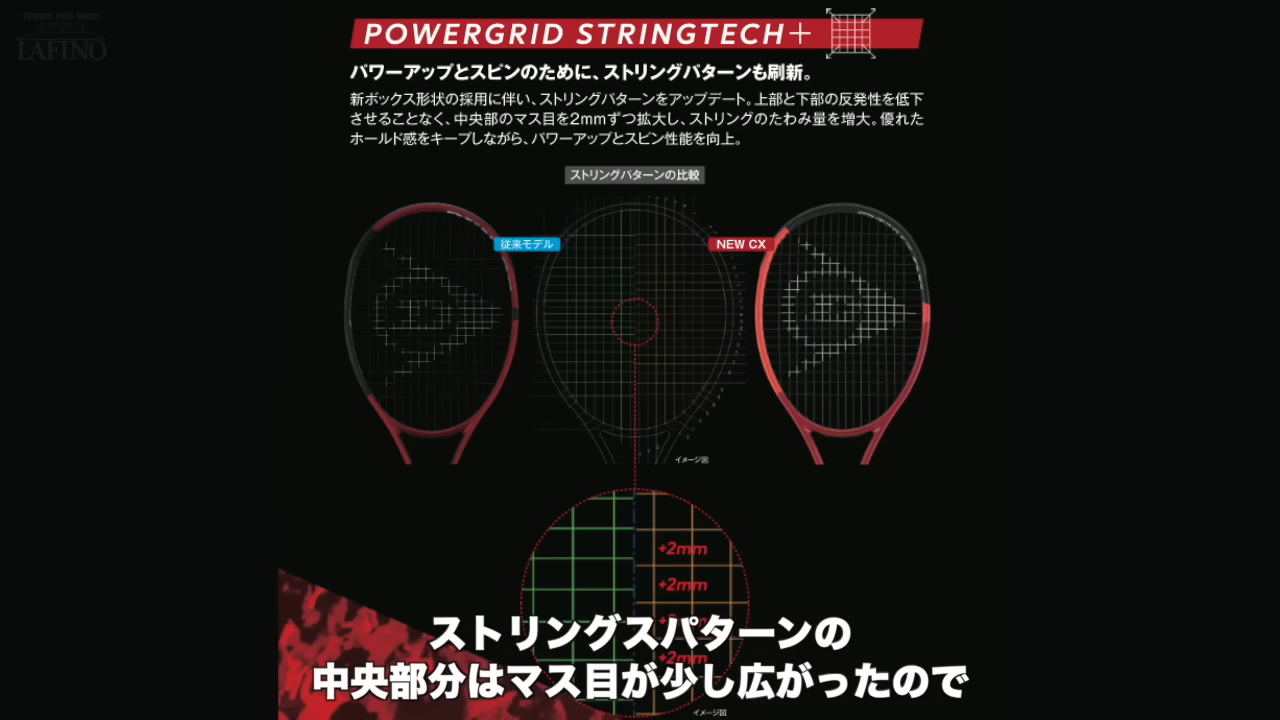 LAFINO
POWERGRID STRINGTECH+
パワーアップとスピンのために、ストリングパターンも刷新。
新ボックス形状の採用に伴い、ストリングパターンをアップデート。上部と下部の反発性を低下
させることなく、中央部のマス目を2mmずつ拡大し、ストリングのたわみ量を増大。優れた
ホールド感をキープしながら、パワーアップとスピン性能を向上。
ストリングパターンの比較
従来モデル
NEW CX
イメージ図
+2mm
+2mm
+2mm
+2mm
ストリングスパターンの
中央部分はマス目が少し広がったので
イメージ図